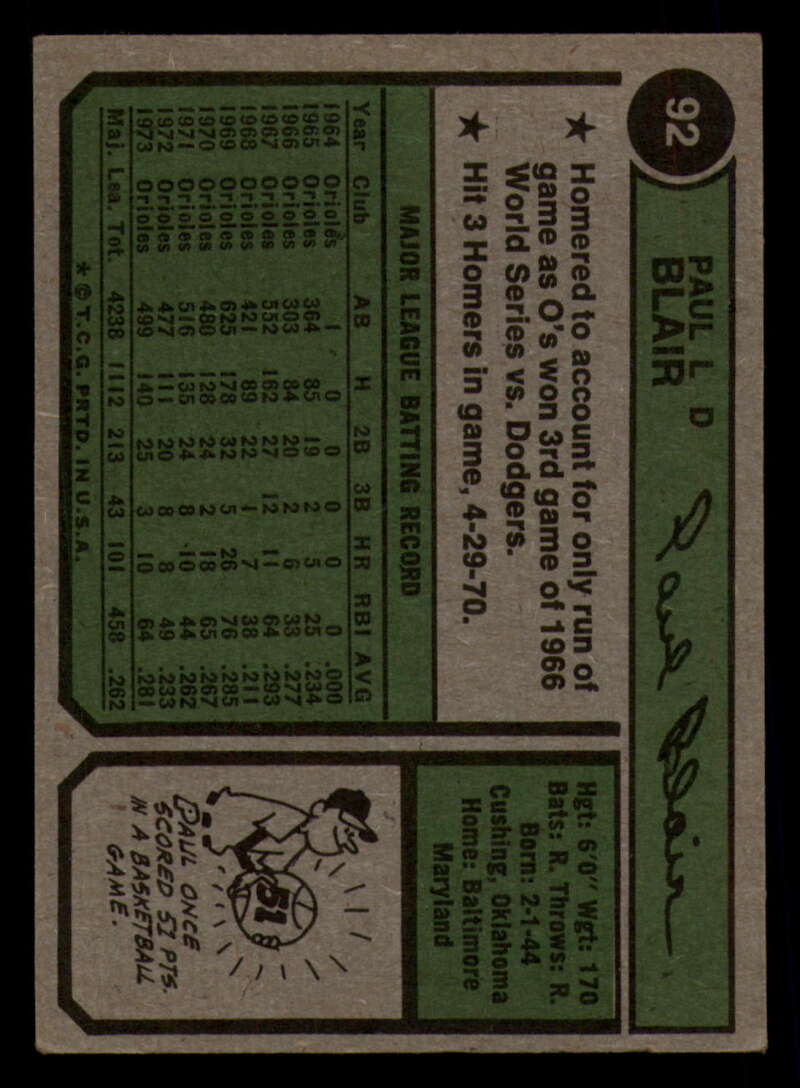 92
PAUL L D
BLAIR
Paul Blair
★ Homered to account for only run of
game as O's won 3rd game of 1966
World Series vs. Dodgers.
★ Hit 3 Homers in game, 4-29-70.
MAJOR LEAGUE BATTING RECORD
Year Club AB H 2B 3B HR RBI AVG
1964 Orioles 1 0 0 0 0 0 .000
1965 Orioles 364 85 19 2 5 25 .234
1966 Orioles 303 84 20 2 6 33 .277
1967 Orioles 552 162 27 12 11 64 .293
1968 Orioles 421 89 22 1 7 38 .211
1969 Orioles 625 178 32 5 26 76 .285
1970 Orioles 480 128 24 2 18 65 .267
1971 Orioles 516 135 24 8 10 44 .262
1972 Orioles 477 111 20 8 8 49 .233
1973 Orioles 499 140 25 3 10 64 .281
Maj. Lea. Tot. 4238 1112 213 43 101 458 .262
* © T.C.G. PRTD. IN U.S.A.
Hgt: 6'0" Wgt: 170
Bats: R. Throws: R.
Born: 2-1-44
Cushing, Oklahoma
Home: Baltimore
Maryland
51
PAUL ONCE
SCORED 51 PTS.
IN A BASKETBALL
GAME.